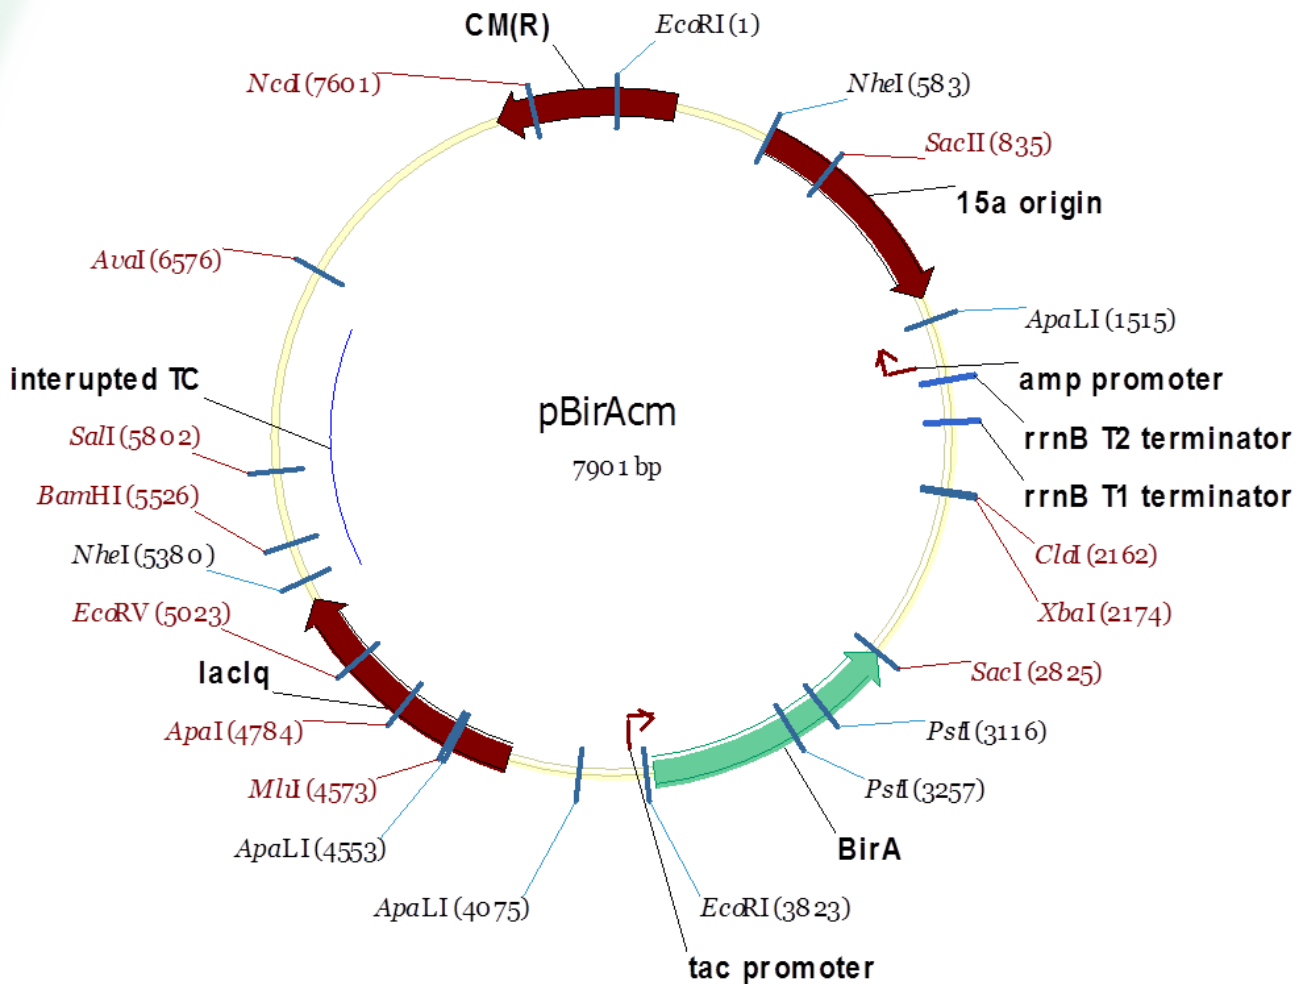 CM(R)
EcoRI (1)
NcoI (7601)
NheI (583)
SacII (835)
15a origin
AvaI (6576)
ApaLI (1515)
interupted TC
amp promoter
pBirAcm
7901 bp
SalI (5802)
rrnB T2 terminator
BamHI (5526)
rrnB T1 terminator
NheI (5380)
ClaI (2162)
EcoRV (5023)
XbaI (2174)
lacIq
SacI (2825)
ApaI (4784)
PstI (3116)
MluI (4573)
PstI (3257)
ApaLI (4553)
BirA
ApaLI (4075)
EcoRI (3823)
tac promoter